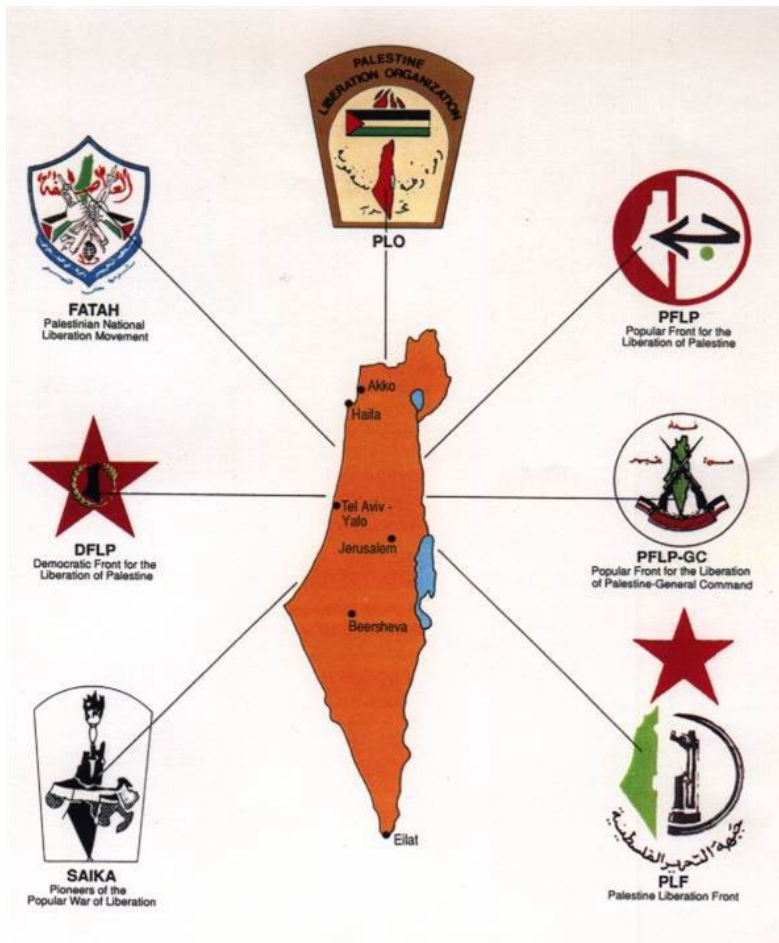 PALESTINE
LIBERATION ORGANIZATION
PLO
العاصفة
FATAH
Palestinian National
Liberation Movement
PFLP
Popular Front for the
Liberation of Palestine
Akko
Haila
DFLP
Democratic Front for the
Liberation of Palestine
Tel Aviv -
Yalo
Jerusalem
Beersheva
PFLP-GC
Popular Front for the Liberation
of Palestine-General Command
SAIKA
Pioneers of the
Popular War of Liberation
Eilat
جبهة التحرير الفلسطينية
PLF
Palestine Liberation Front